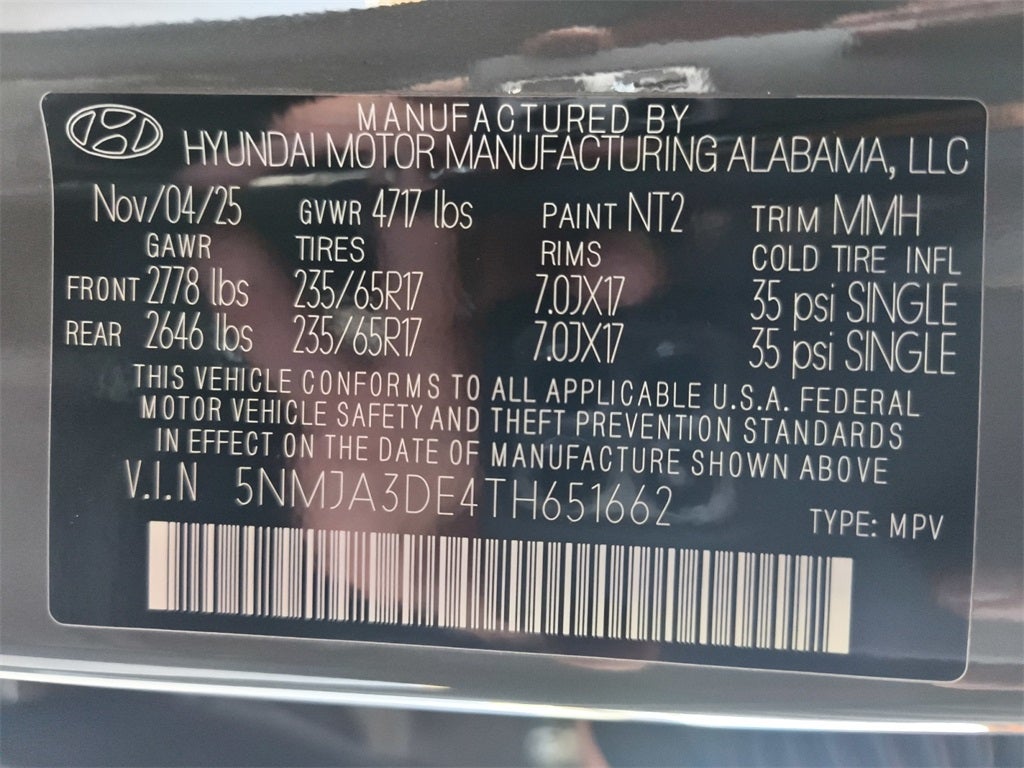 MANUFACTURED BY
HYUNDAI MOTOR MANUFACTURING ALABAMA, LLC
Nov/04/25 GVWR 4717 lbs PAINT NT2 TRIM MMH
GAWR TIRES RIMS COLD TIRE INFL
FRONT 2778 lbs 235/65R17 7.0JX17 35 psi SINGLE
REAR 2646 lbs 235/65R17 7.0JX17 35 psi SINGLE
THIS VEHICLE CONFORMS TO ALL APPLICABLE U.S.A. FEDERAL
MOTOR VEHICLE SAFETY AND THEFT PREVENTION STANDARDS
IN EFFECT ON THE DATE OF MANUFACTURE SHOWN ABOVE
V.I.N 5NMJA3DE4TH651662 TYPE: MPV